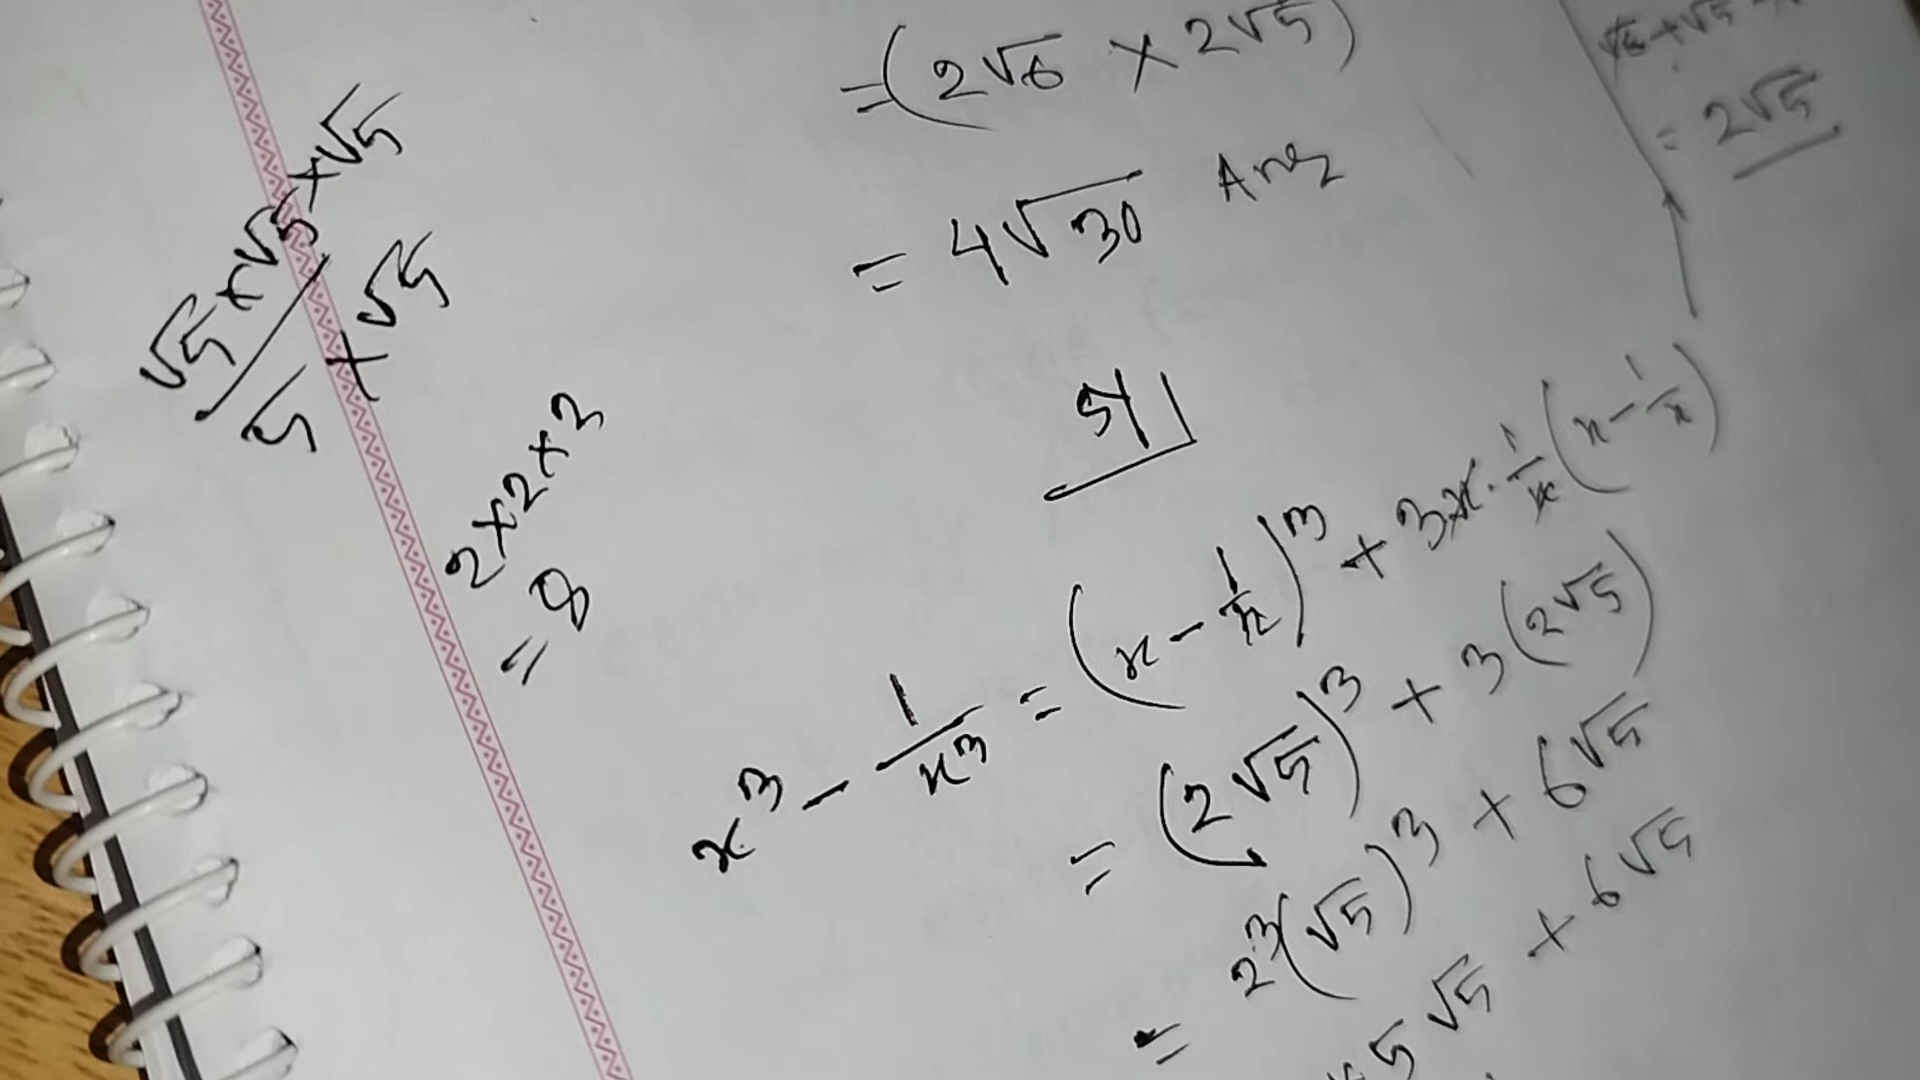 =(2√6 × 2√5)
= 4√30 Ans
√6+√5
= 2√5
√5×√5×√5
5×√5
2×2×2
= 8
x³ - 1/x³ = (x - 1/x)³ + 3x·1/x(x - 1/x)
= (2√5)³ + 3(2√5)
= 2³(√5)³ + 6√5
×5√5 + 6√5